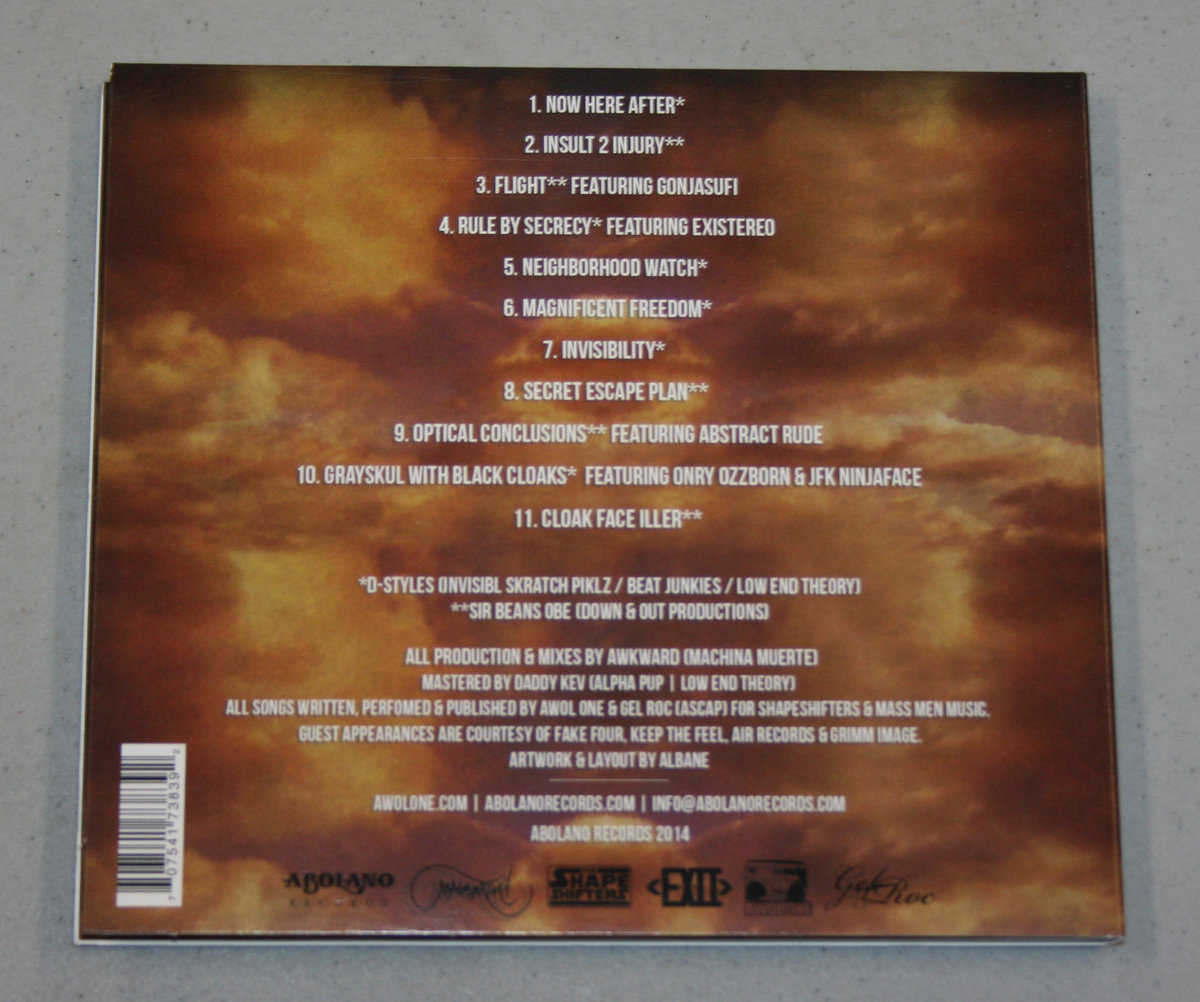 1. NOW HERE AFTER*
2. INSULT 2 INJURY**
3. FLIGHT** FEATURING GONJASUFI
4. RULE BY SECRECY* FEATURING EXISTEREO
5. NEIGHBORHOOD WATCH*
6. MAGNIFICENT FREEDOM*
7. INVISIBILITY*
8. SECRET ESCAPE PLAN**
9. OPTICAL CONCLUSIONS** FEATURING ABSTRACT RUDE
10. GRAYSKUL WITH BLACK CLOAKS* FEATURING ONRY OZZBORN & JFK NINJAFACE
11. CLOAK FACE ILLER**
*D-STYLES (INVISIBL SKRATCH PIKLZ / BEAT JUNKIES / LOW END THEORY)
**SIR BEANS OBE (DOWN & OUT PRODUCTIONS)
ALL PRODUCTION & MIXES BY AWKWARD (MACHINA MUERTE)
MASTERED BY DADDY KEV (ALPHA PUP | LOW END THEORY)
ALL SONGS WRITTEN, PERFOMED & PUBLISHED BY AWOL ONE & GEL ROC (ASCAP) FOR SHAPESHIFTERS & MASS MEN MUSIC.
GUEST APPEARANCES ARE COURTESY OF FAKE FOUR, KEEP THE FEEL, AIR RECORDS & GRIMM IMAGE.
ARTWORK & LAYOUT BY ALBANE
AWOLONE.COM | ABOLANORECORDS.COM | INFO@ABOLANORECORDS.COM
ABOLANO RECORDS 2014
7 07541 73839 2
ABOLANO
RECORDS
SHAPE
SHIFTERS
EXIT
Gel Roc